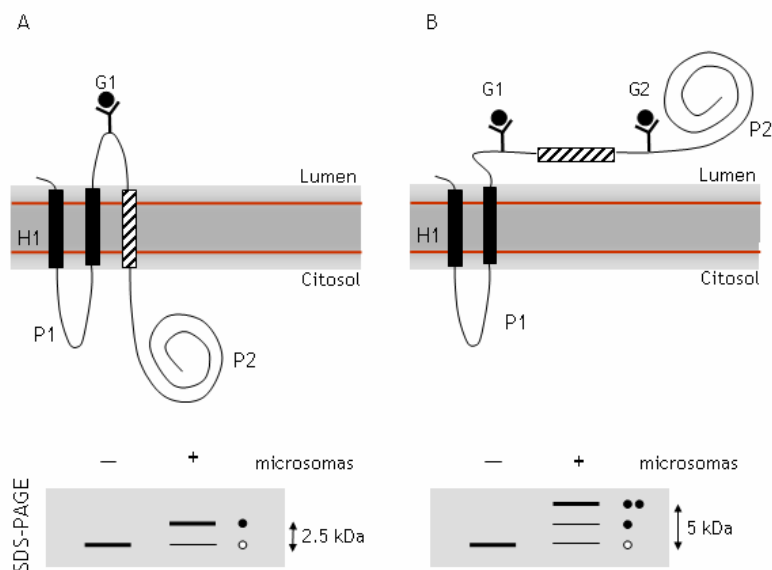 A
G1
Lumen
H1
Citosol
P1
P2
B
G1
G2
P2
Lumen
H1
Citosol
P1
SDS-PAGE
— + microsomas
2.5 kDa
— + microsomas
5 kDa